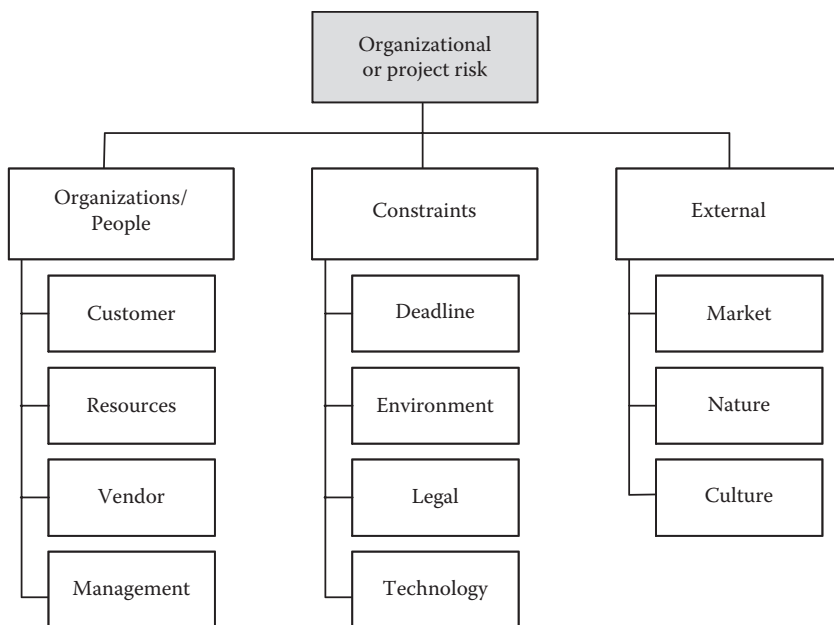 Organizational
or project risk
Organizations/
People
Customer
Resources
Vendor
Management
Constraints
Deadline
Environment
Legal
Technology
External
Market
Nature
Culture